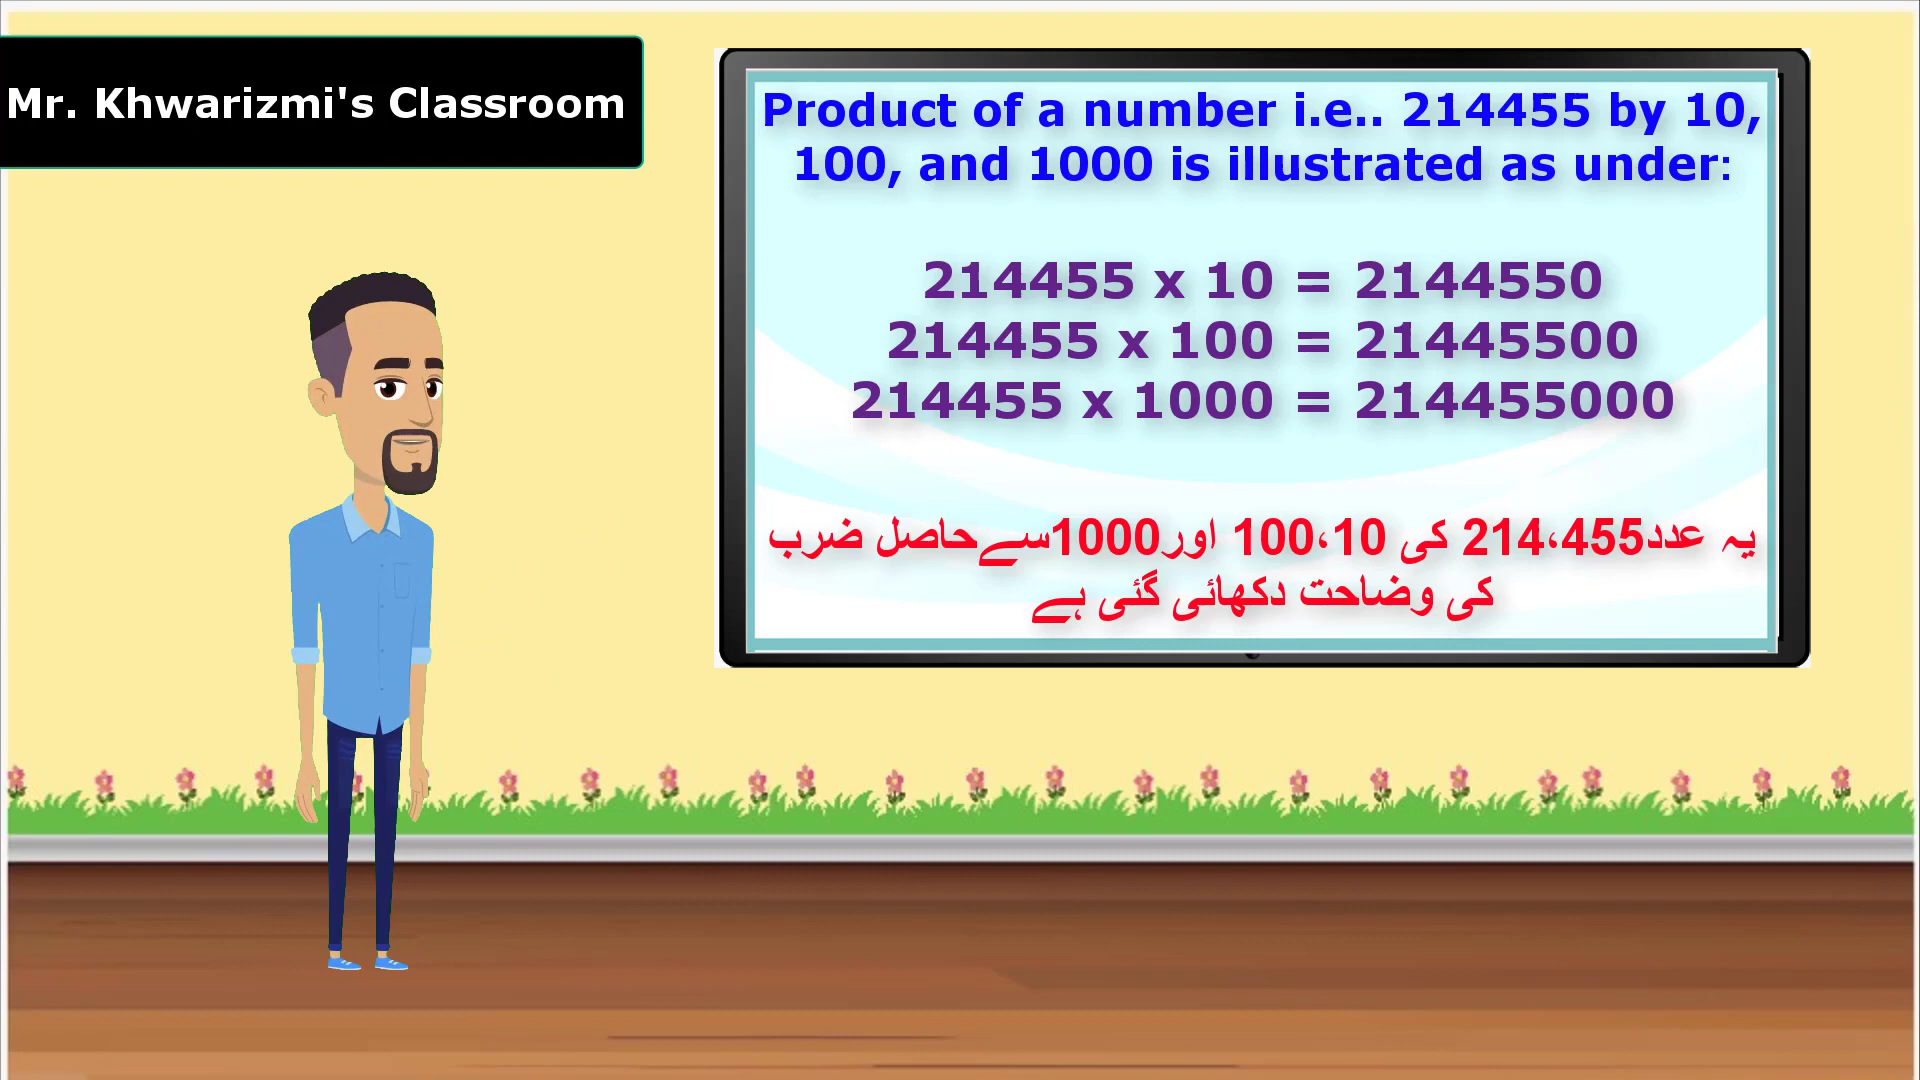 Mr. Khwarizmi's Classroom
Product of a number i.e.. 214455 by 10,
100, and 1000 is illustrated as under:
214455 x 10 = 2144550
214455 x 100 = 21445500
214455 x 1000 = 214455000
یہ عدد214،455 کی 10،100 اور1000سےحاصل ضرب
کی وضاحت دکھائی گئی ہے